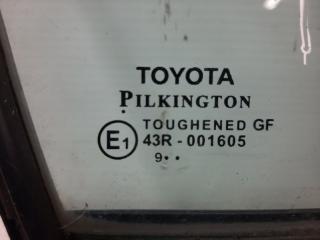 TOYOTA
PILKINGTON
E1 TOUGHENED GF
43R - 001605
9••